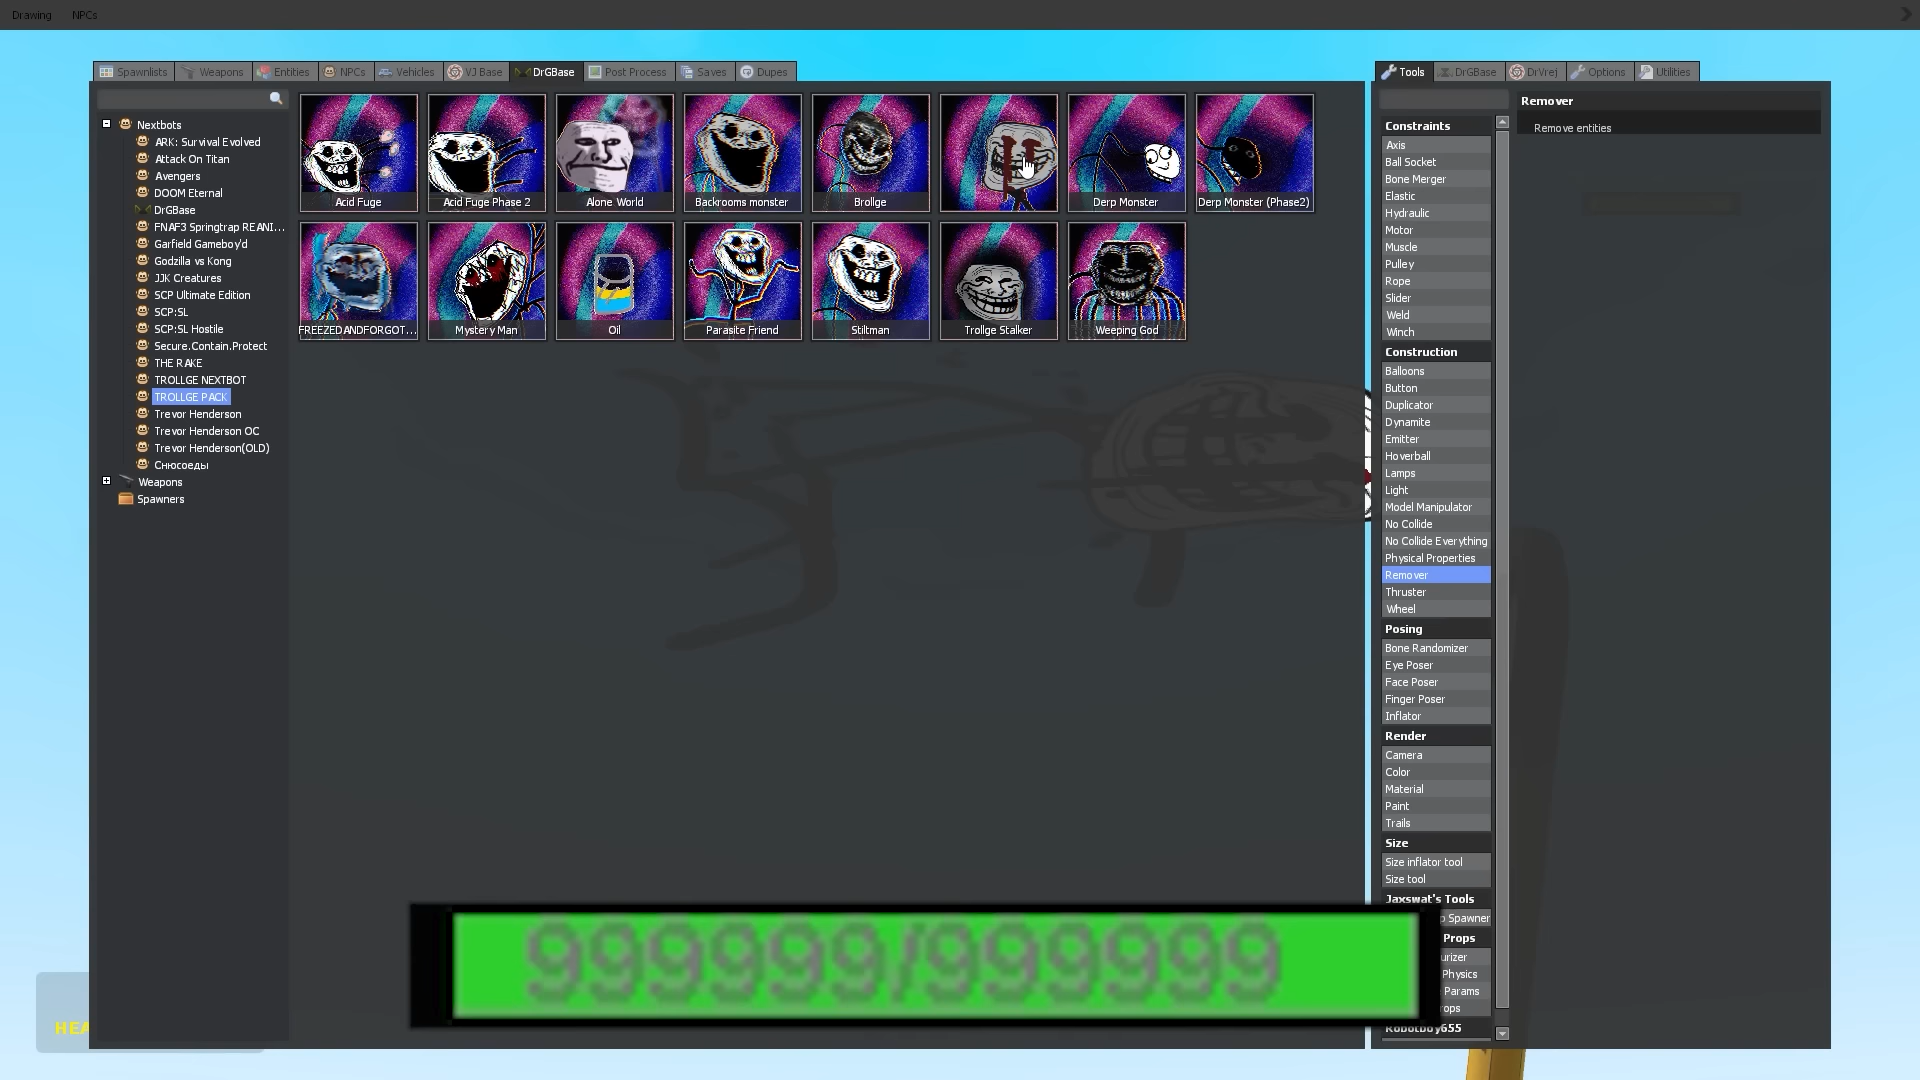 Drawing NPCs
Spawnlists Weapons Entities NPCs Vehicles VJ Base DrGBase Post Process Saves Dupes
Nextbots
ARK: Survival Evolved
Attack On Titan
Avengers
DOOM Eternal
DrGBase
FNAF3 Springtrap REANI...
Garfield Gameboy'd
Godzilla vs Kong
JJK Creatures
SCP Ultimate Edition
SCP:SL
SCP:SL Hostile
Secure.Contain.Protect
THE RAKE
TROLLGE NEXTBOT
TROLLGE PACK
Trevor Henderson
Trevor Henderson OC
Trevor Henderson(OLD)
Снюсоеды
Weapons
Spawners
Acid Fuge
Acid Fuge Phase 2
Alone World
Backrooms monster
Brollge
Derp Monster
Derp Monster (Phase2)
FREEZEDANDFORGOT...
Mystery Man
Oil
Parasite Friend
Stiltman
Trollge Stalker
Weeping God
999999/999999
HEA
Tools DrGBase DrVrej Options Utilities
Constraints
Axis
Ball Socket
Bone Merger
Elastic
Hydraulic
Motor
Muscle
Pulley
Rope
Slider
Weld
Winch
Construction
Balloons
Button
Duplicator
Dynamite
Emitter
Hoverball
Lamps
Light
Model Manipulator
No Collide
No Collide Everything
Physical Properties
Remover
Thruster
Wheel
Posing
Bone Randomizer
Eye Poser
Face Poser
Finger Poser
Inflator
Render
Camera
Color
Material
Paint
Trails
Size
Size inflator tool
Size tool
Jaxswat's Tools
Spawner
Props
urizer
Physics
Params
ops
Robotboy655
Remover
Remove entities